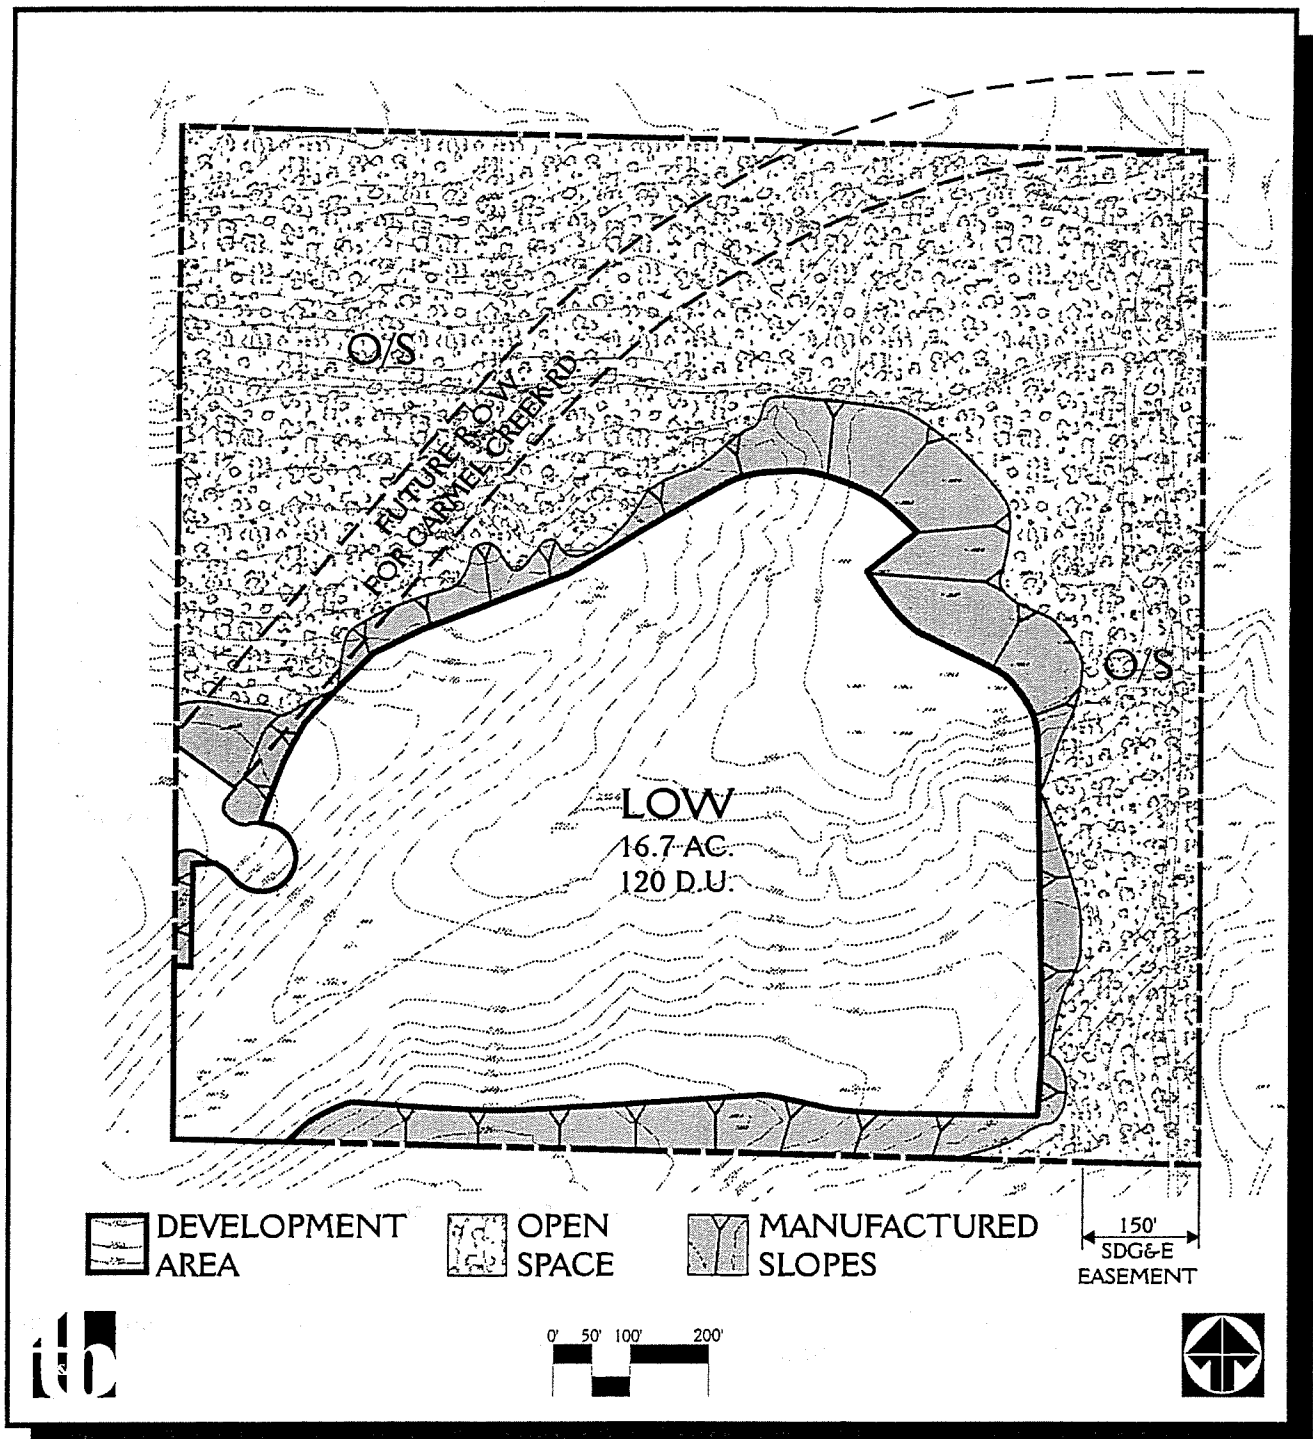 O/S
FUTURE R.O.W.
FOR CARMEL CREEK RD
O/S
LOW
16.7 AC.
120 D.U.
DEVELOPMENT
AREA
OPEN
SPACE
MANUFACTURED
SLOPES
150'
SDG&E
EASEMENT
0' 50' 100' 200'
t&b